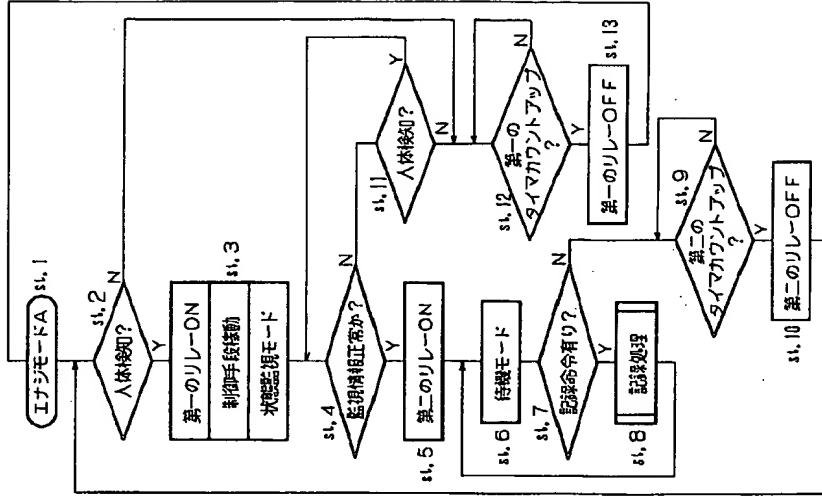 エナジモードA
st.1
人体検知?
st.2
N
Y
第一のリレーON
制御手段稼動
状態監視モード
st.3
監視情報正常か?
st.4
N
Y
第二のリレーON
st.5
待機モード
st.6
記録命令有り?
st.7
N
Y
記録処理
st.8
第二の
タイマカウントアップ
?
st.9
N
Y
第二のリレーOFF
st.10
人体検知?
st.11
Y
N
第一の
タイマカウントアップ
?
st.12
N
Y
第一のリレーOFF
st.13